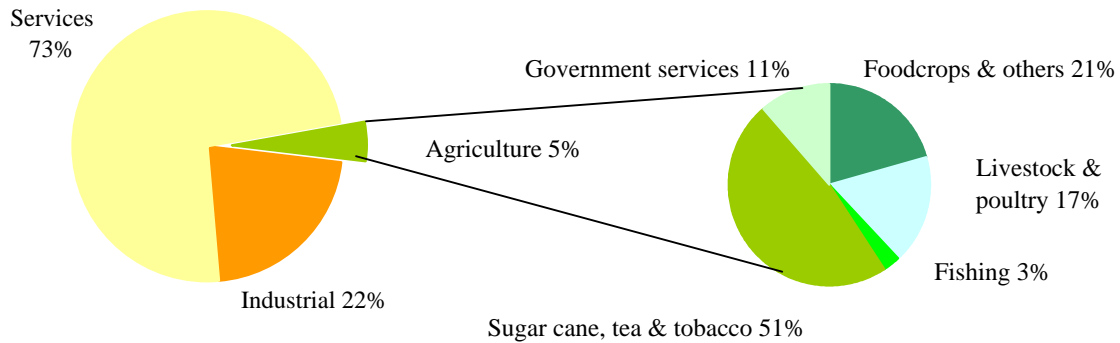 Services
73%
Government services 11%
Foodcrops & others 21%
Agriculture 5%
Livestock &
poultry 17%
Fishing 3%
Industrial 22%
Sugar cane, tea & tobacco 51%